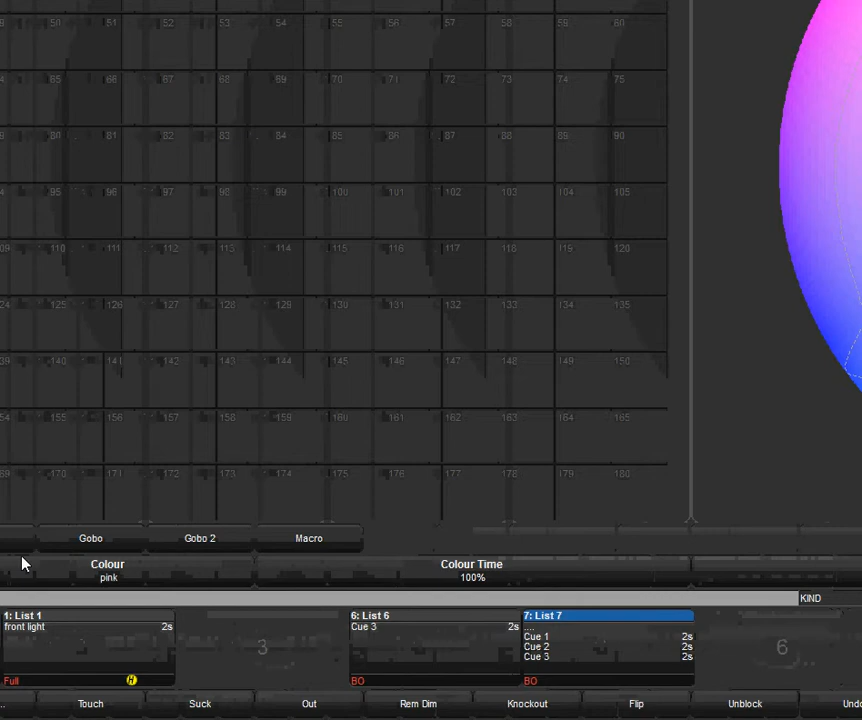 50 51 52 53 54 55 56 57 58 59 60
65 66 67 68 69 70 71 72 73 74 75
80 81 82 83 84 85 86 87 88 89 90
95 96 97 98 99 100 101 102 103 104 105
09 110 111 112 113 114 115 116 117 118 119 120
24 125 126 127 128 129 130 131 132 133 134 135
39 140 141 142 143 144 145 146 147 148 149 150
54 155 156 157 158 159 160 161 162 163 164 165
69 170 171 172 173 174 175 176 177 178 179 180
Gobo Gobo 2 Macro
Colour Colour Time
pink 100%
KIND
1: List 1 6: List 6 7: List 7
front light 2s 3 Cue 3 2s .... 6
Cue 1 2s
Cue 2 2s
Cue 3 2s
Full H BO BO
.. Touch Suck Out Rem Dim Knockout Flip Unblock Und